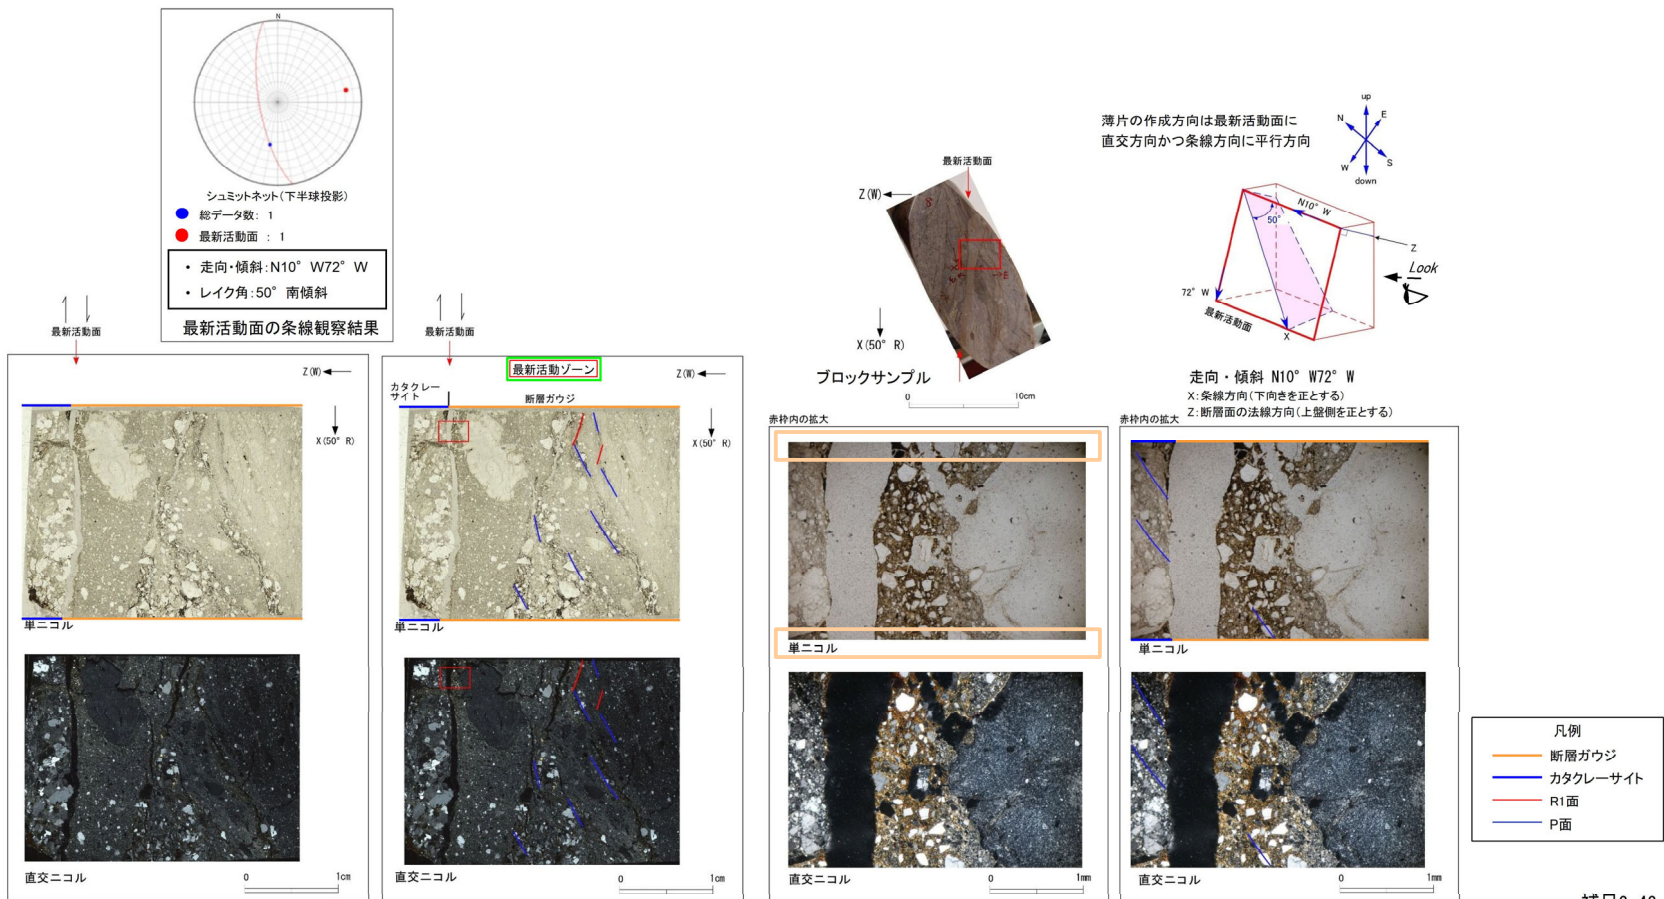 N
シュミットネット(下半球投影)
総データ数: 1
最新活動面 : 1
・ 走向・傾斜:N10° W72° W
・ レイク角:50° 南傾斜
最新活動面の条線観察結果
最新活動面
Z(W)
X(50° R)
単ニコル
直交ニコル
0 1cm
最新活動面
最新活動ゾーン
Z(W)
カタクレー
サイト
断層ガウジ
X(50° R)
単ニコル
直交ニコル
0 1cm
最新活動面
Z(W)
X(50° R)
ブロックサンプル
0 10cm
薄片の作成方向は最新活動面に
直交方向かつ条線方向に平行方向
up
N
E
W
S
down
N10° W
50°
Z
Look
72° W
最新活動面
X
走向・傾斜 N10° W72° W
X:条線方向(下向きを正とする)
Z:断層面の法線方向(上盤側を正とする)
赤枠内の拡大
単ニコル
直交ニコル
0 1mm
赤枠内の拡大
単ニコル
直交ニコル
0 1mm
凡例
断層ガウジ
カタクレーサイト
R1面
P面